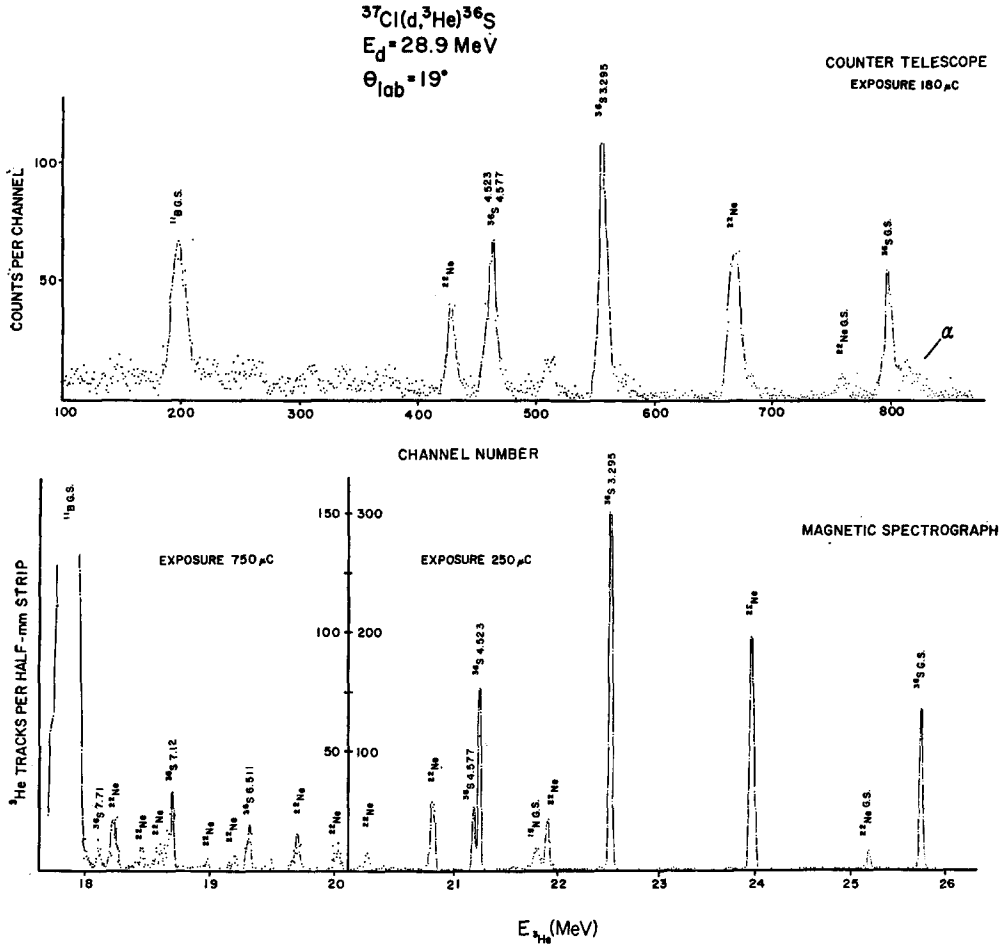 ³⁷Cl(d,³He)³⁶S
E_d = 28.9 MeV
θ_lab = 19°
COUNTER TELESCOPE
EXPOSURE 180 μC
COUNTS PER CHANNEL
100
50
¹¹B G.S.
²²Ne
³⁶S 4.523
4.577
³⁶S 3.295
²²Ne
²²Ne G.S.
³⁶S G.S.
α
100 200 300 400 500 600 700 800
CHANNEL NUMBER
MAGNETIC SPECTROGRAPH
EXPOSURE 750 μC
EXPOSURE 250 μC
³He TRACKS PER HALF-mm STRIP
150 300
100 200
50 100
¹¹B G.S.
³⁶S 7.71
²²Ne
²²Ne
²²Ne
³⁶S 7.12
²²Ne
²²Ne
³⁶S 6.511
²²Ne
²²Ne
²²Ne
²²Ne
³⁶S 4.577
³⁶S 4.523
¹⁵N G.S.
²²Ne
³⁶S 3.295
²²Ne
²²Ne G.S.
³⁶S G.S.
18 19 20 21 22 23 24 25 26
E_³He (MeV)